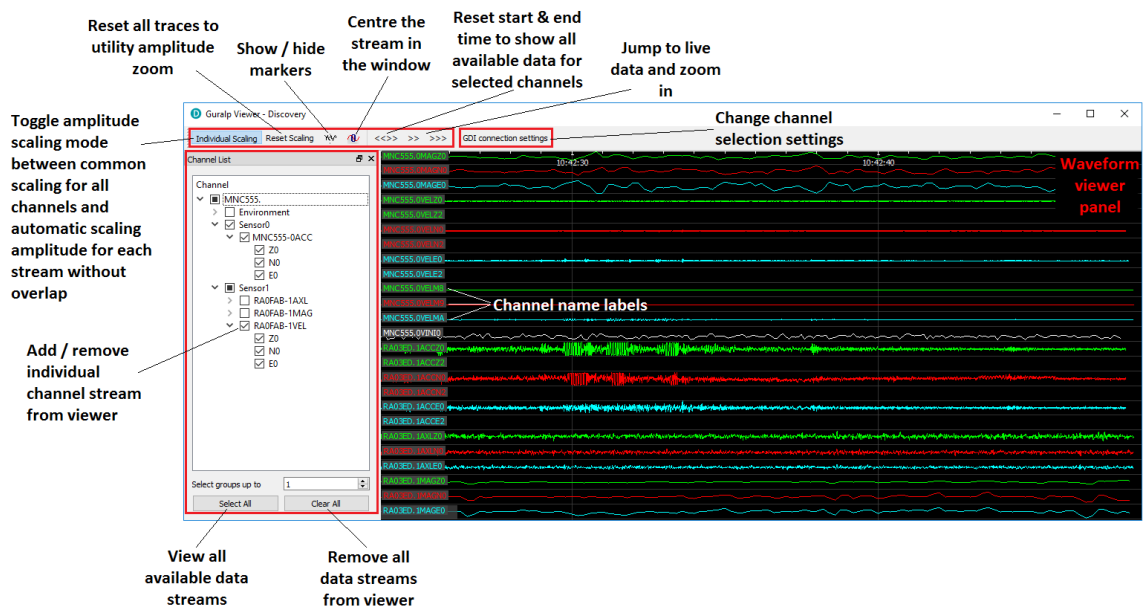 Reset all traces to
utility amplitude
zoom
Show / hide
markers
Centre the
stream in
the window
Reset start & end
time to show all
available data for
selected channels
Jump to live
data and zoom
in
Toggle amplitude
scaling mode
between common
scaling for all
channels and
automatic scaling
amplitude for each
stream without
overlap
Add / remove
individual
channel stream
from viewer
Guralp Viewer - Discovery
Individual Scaling
Reset Scaling
<<>>
>>
>>>
GDI connection settings
Change channel
selection settings
Channel List
Channel
MNC555.
Environment
Sensor0
MNC555-0ACC
Z0
N0
E0
Sensor1
RA0FAB-1AXL
RA0FAB-1MAG
RA0FAB-1VEL
Z0
N0
E0
Select groups up to
1
Select All
Clear All
10:42:30
10:42:40
Waveform
viewer
panel
MNC555.0MAGZ0
MNC555.0MAGE0
MNC555.0VELZ0
MNC555.0VELZ2
MNC555.0VELN2
MNC555.0VELE0
MNC555.0VELE2
MNC555.0VELMB
Channel name labels
MNC555.0VELMA
MNC555.0VINI0
RA03ED.1ACCZ0
RA03ED.1ACCZ2
RA03ED.1ACCN2
RA03ED.1ACCE0
RA03ED.1ACCE2
RA03ED.1AXLZ0
RA03ED.1AXLE0
RA03ED.1MAGZ0
RA03ED.1MAGE0
View all
available data
streams
Remove all
data streams
from viewer